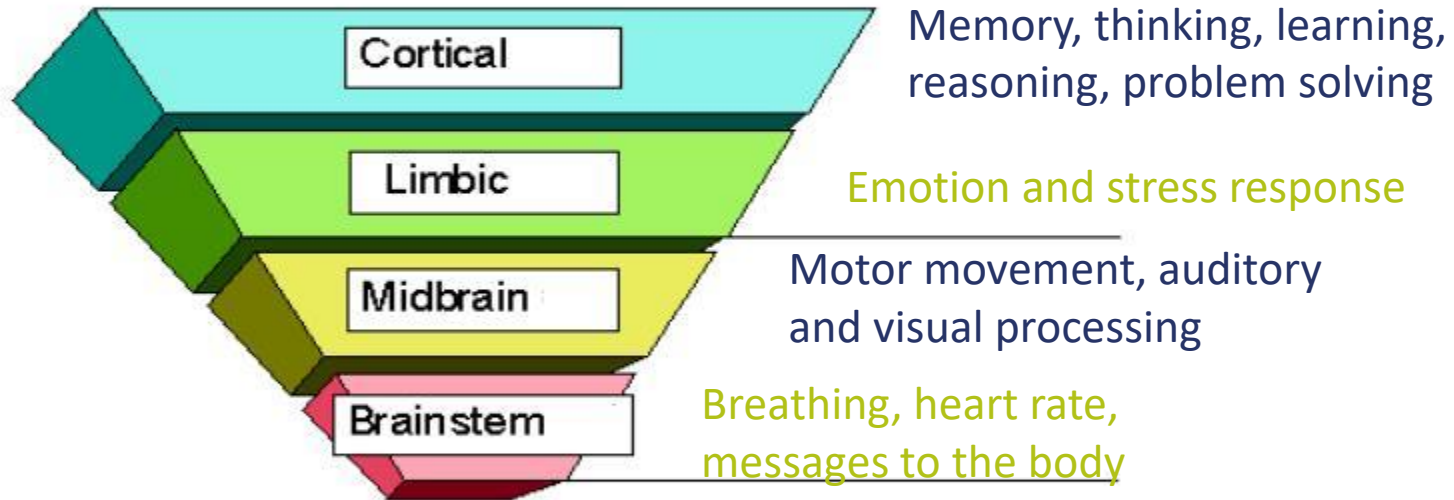 Cortical
Memory, thinking, learning,
reasoning, problem solving
Limbic
Emotion and stress response
Midbrain
Motor movement, auditory
and visual processing
Brainstem
Breathing, heart rate,
messages to the body